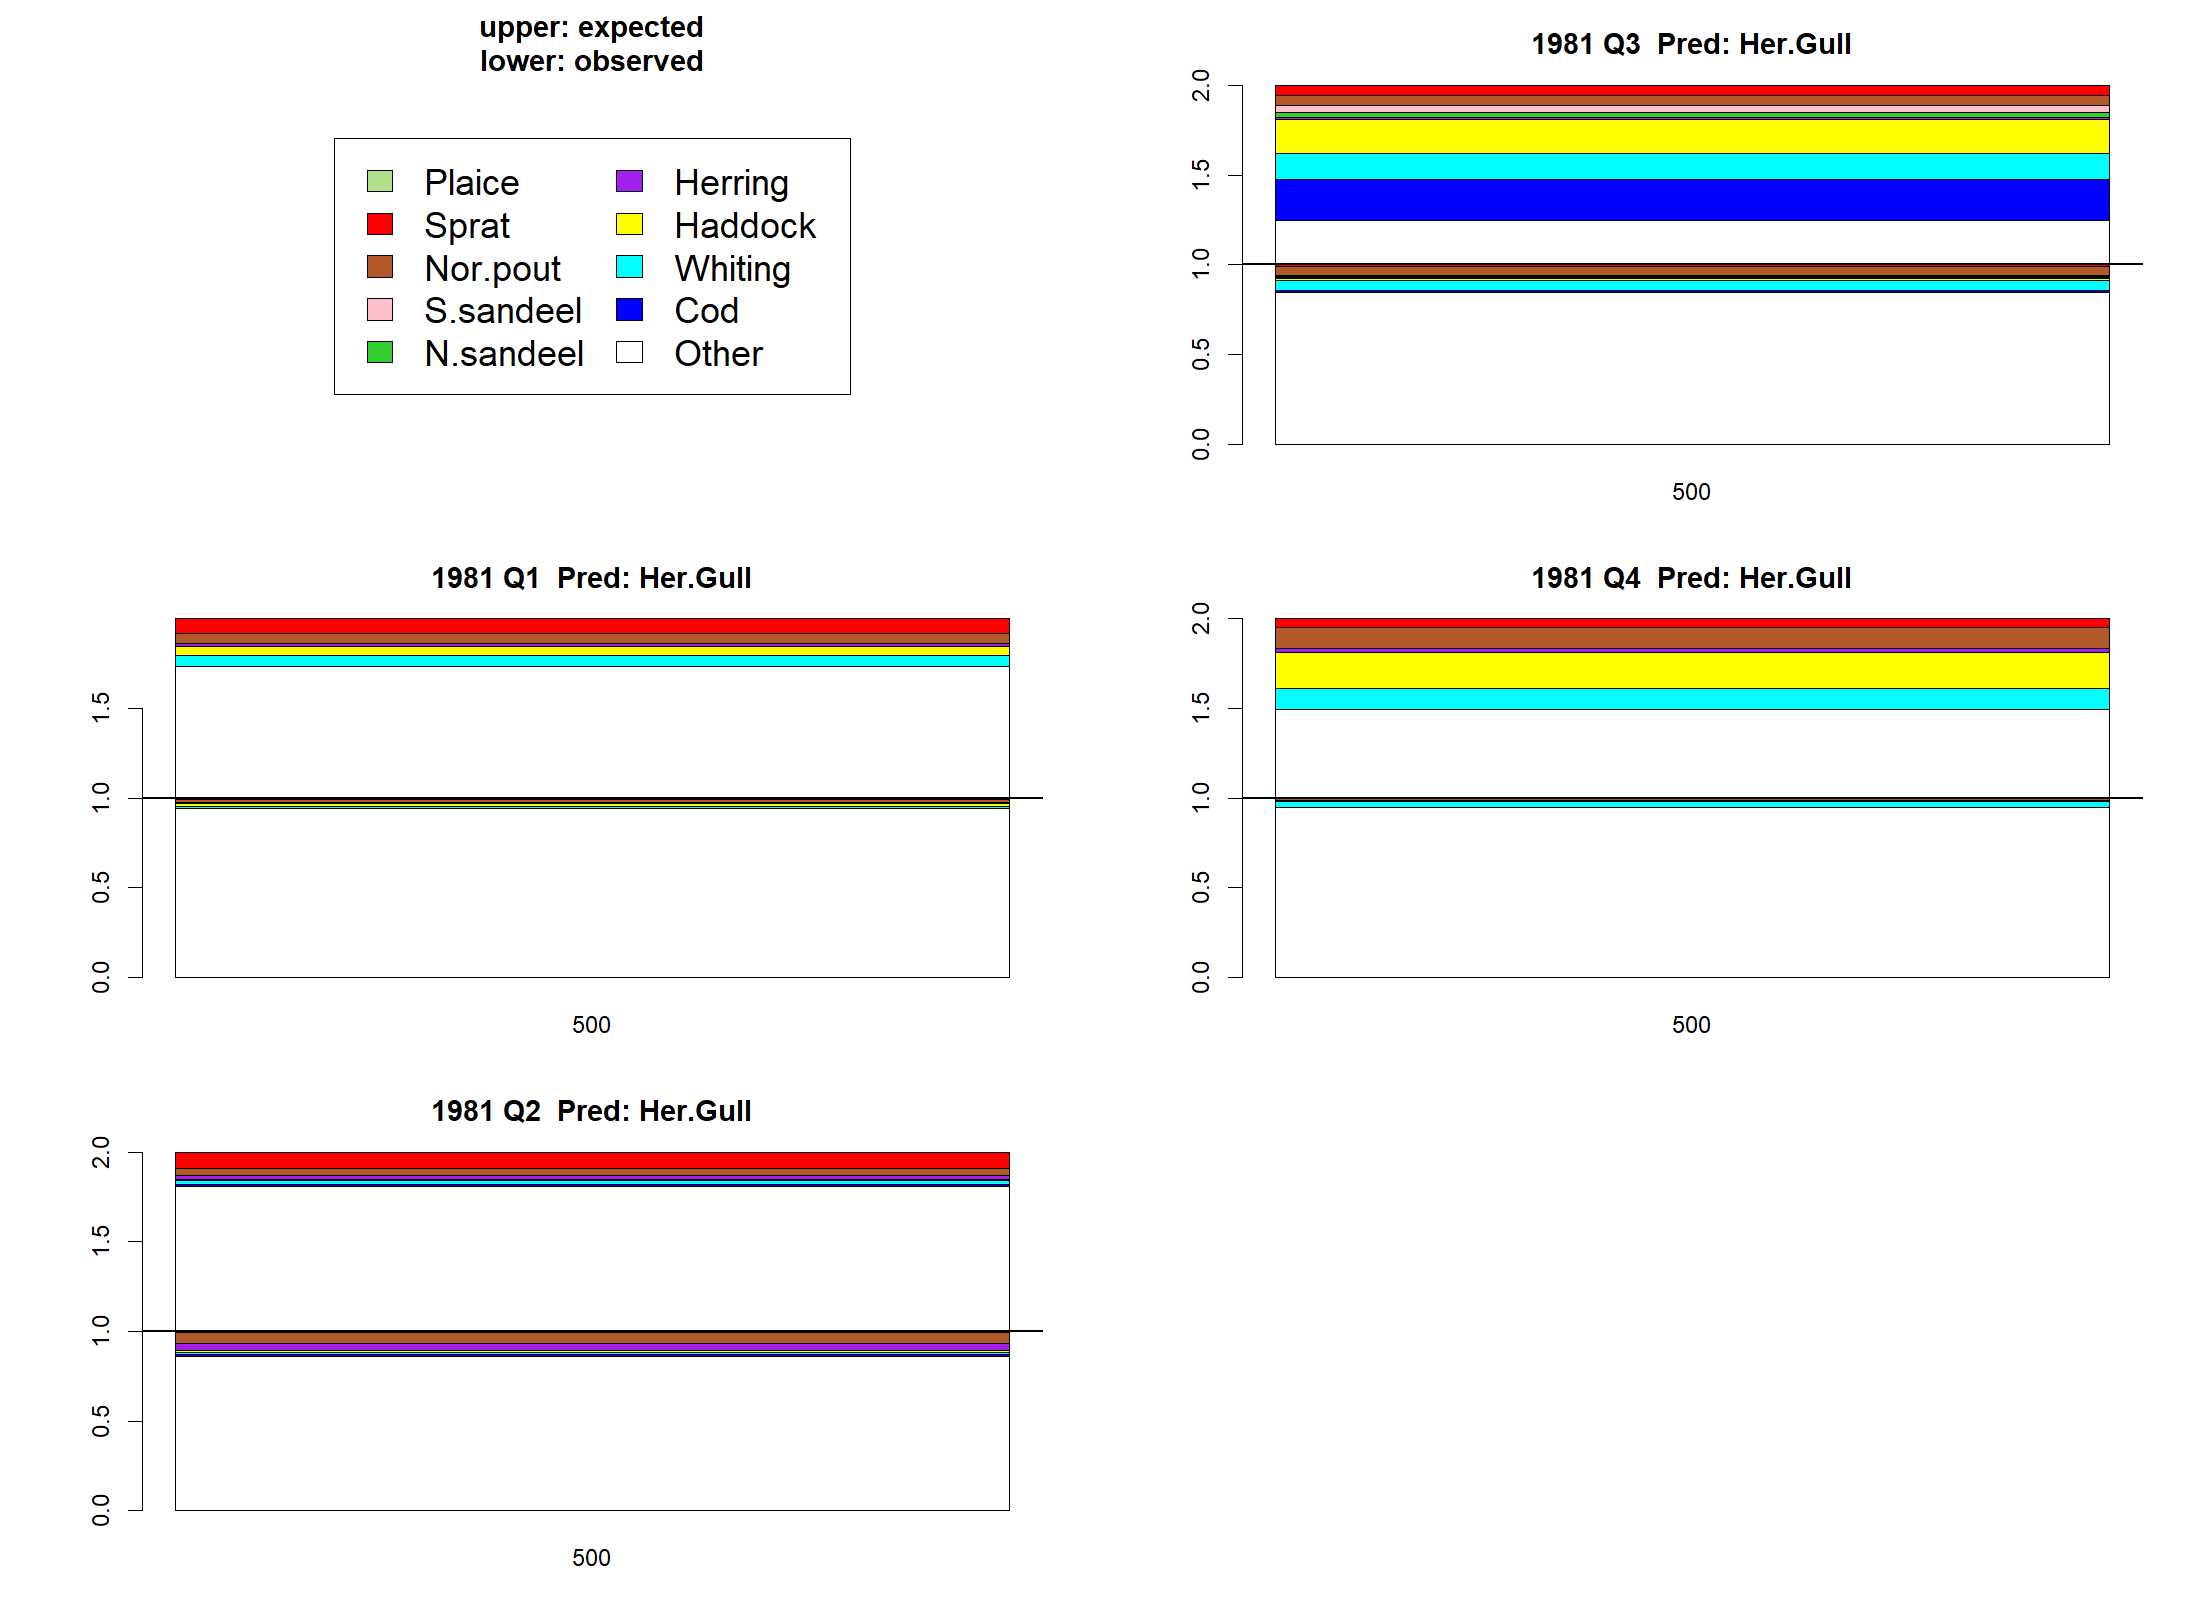 upper: expected
lower: observed
Plaice
Sprat
Nor.pout
S.sandeel
N.sandeel
Herring
Haddock
Whiting
Cod
Other
1981 Q3  Pred: Her.Gull
2.0
1.5
1.0
0.5
0.0
500
1981 Q1  Pred: Her.Gull
1.5
1.0
0.5
0.0
500
1981 Q4  Pred: Her.Gull
2.0
1.5
1.0
0.5
0.0
500
1981 Q2  Pred: Her.Gull
2.0
1.5
1.0
0.5
0.0
500